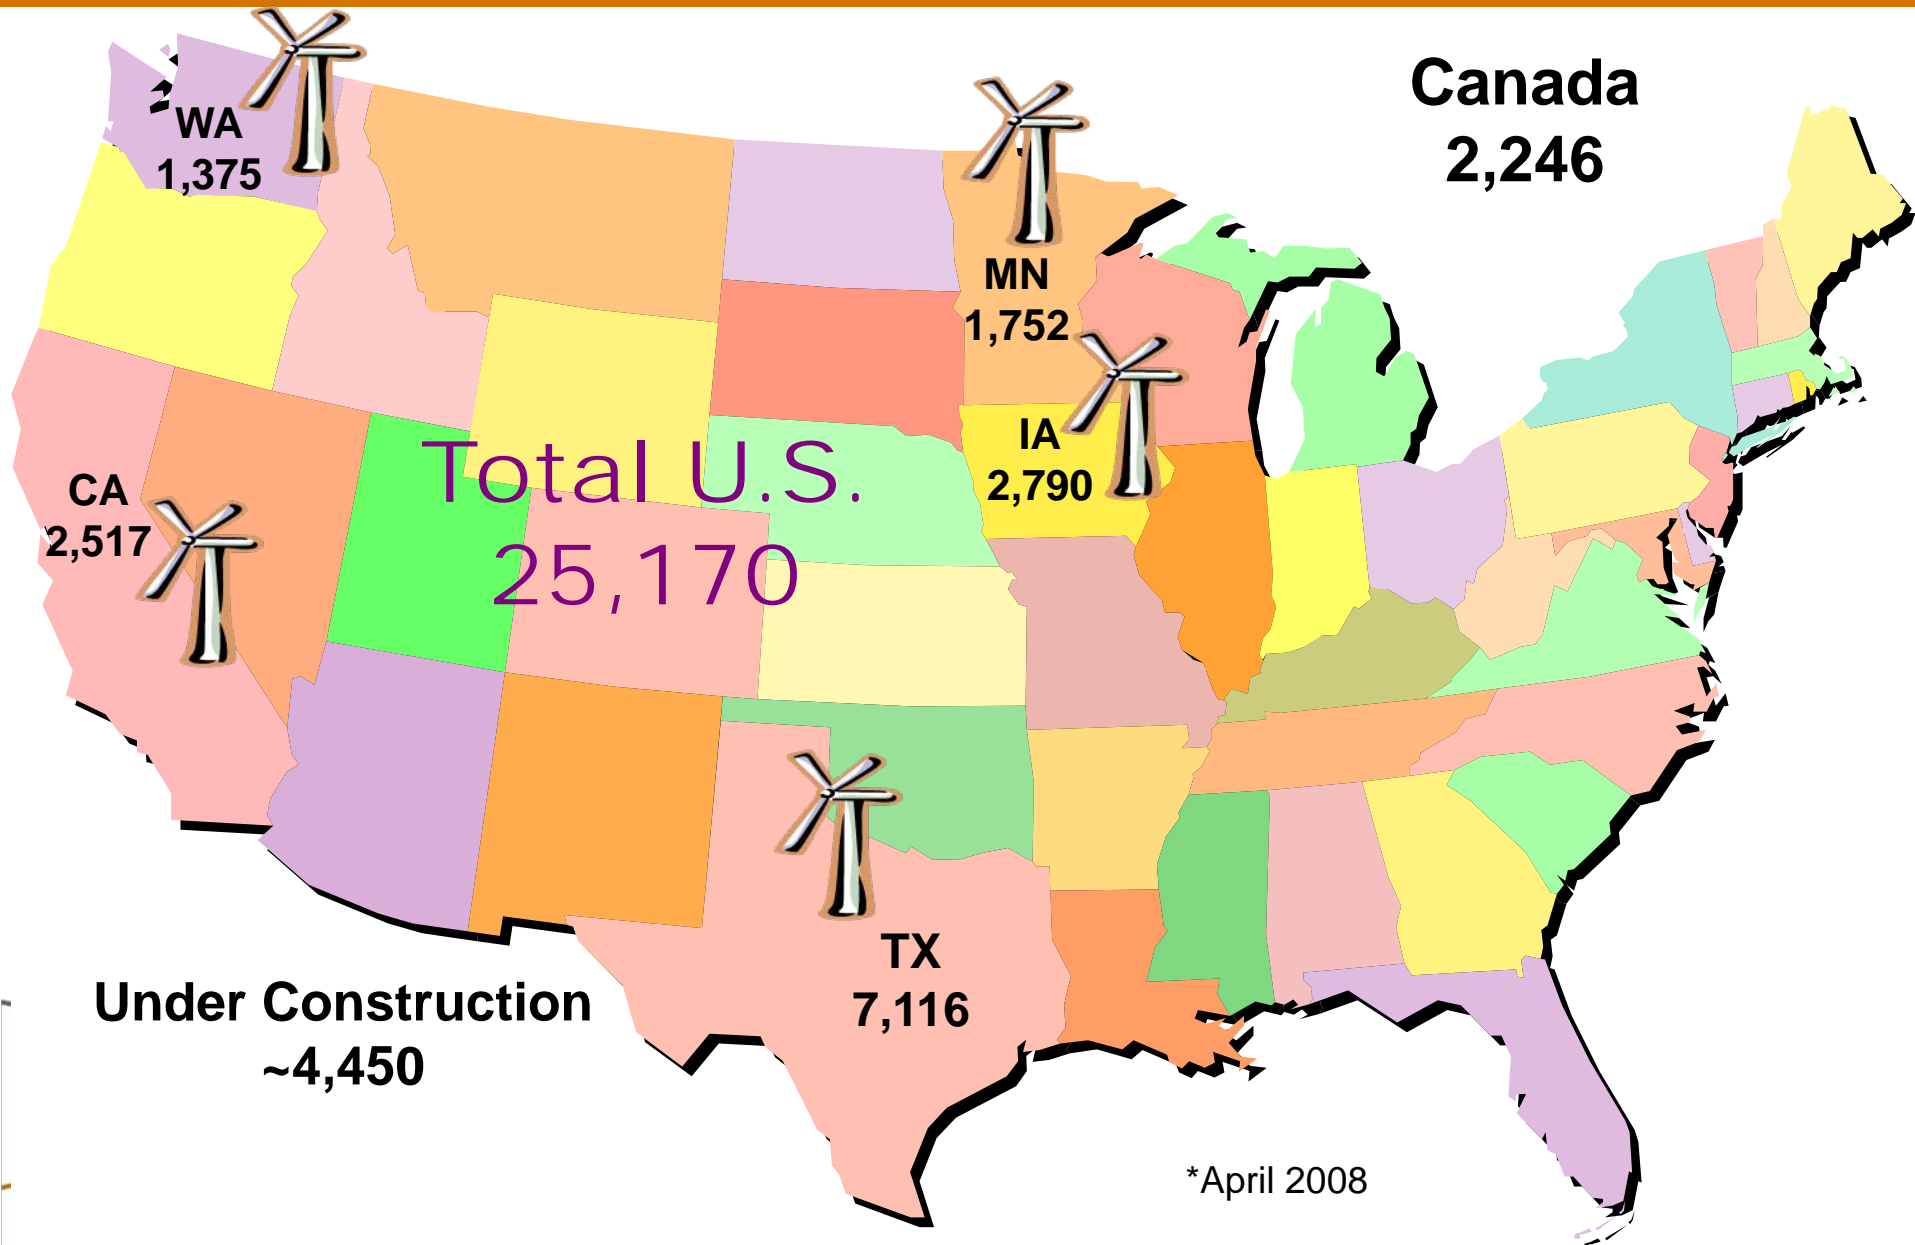 Canada
2,246
WA
1,375
MN
1,752
IA
2,790
Total U.S.
25,170
CA
2,517
TX
7,116
Under Construction
~4,450
*April 2008